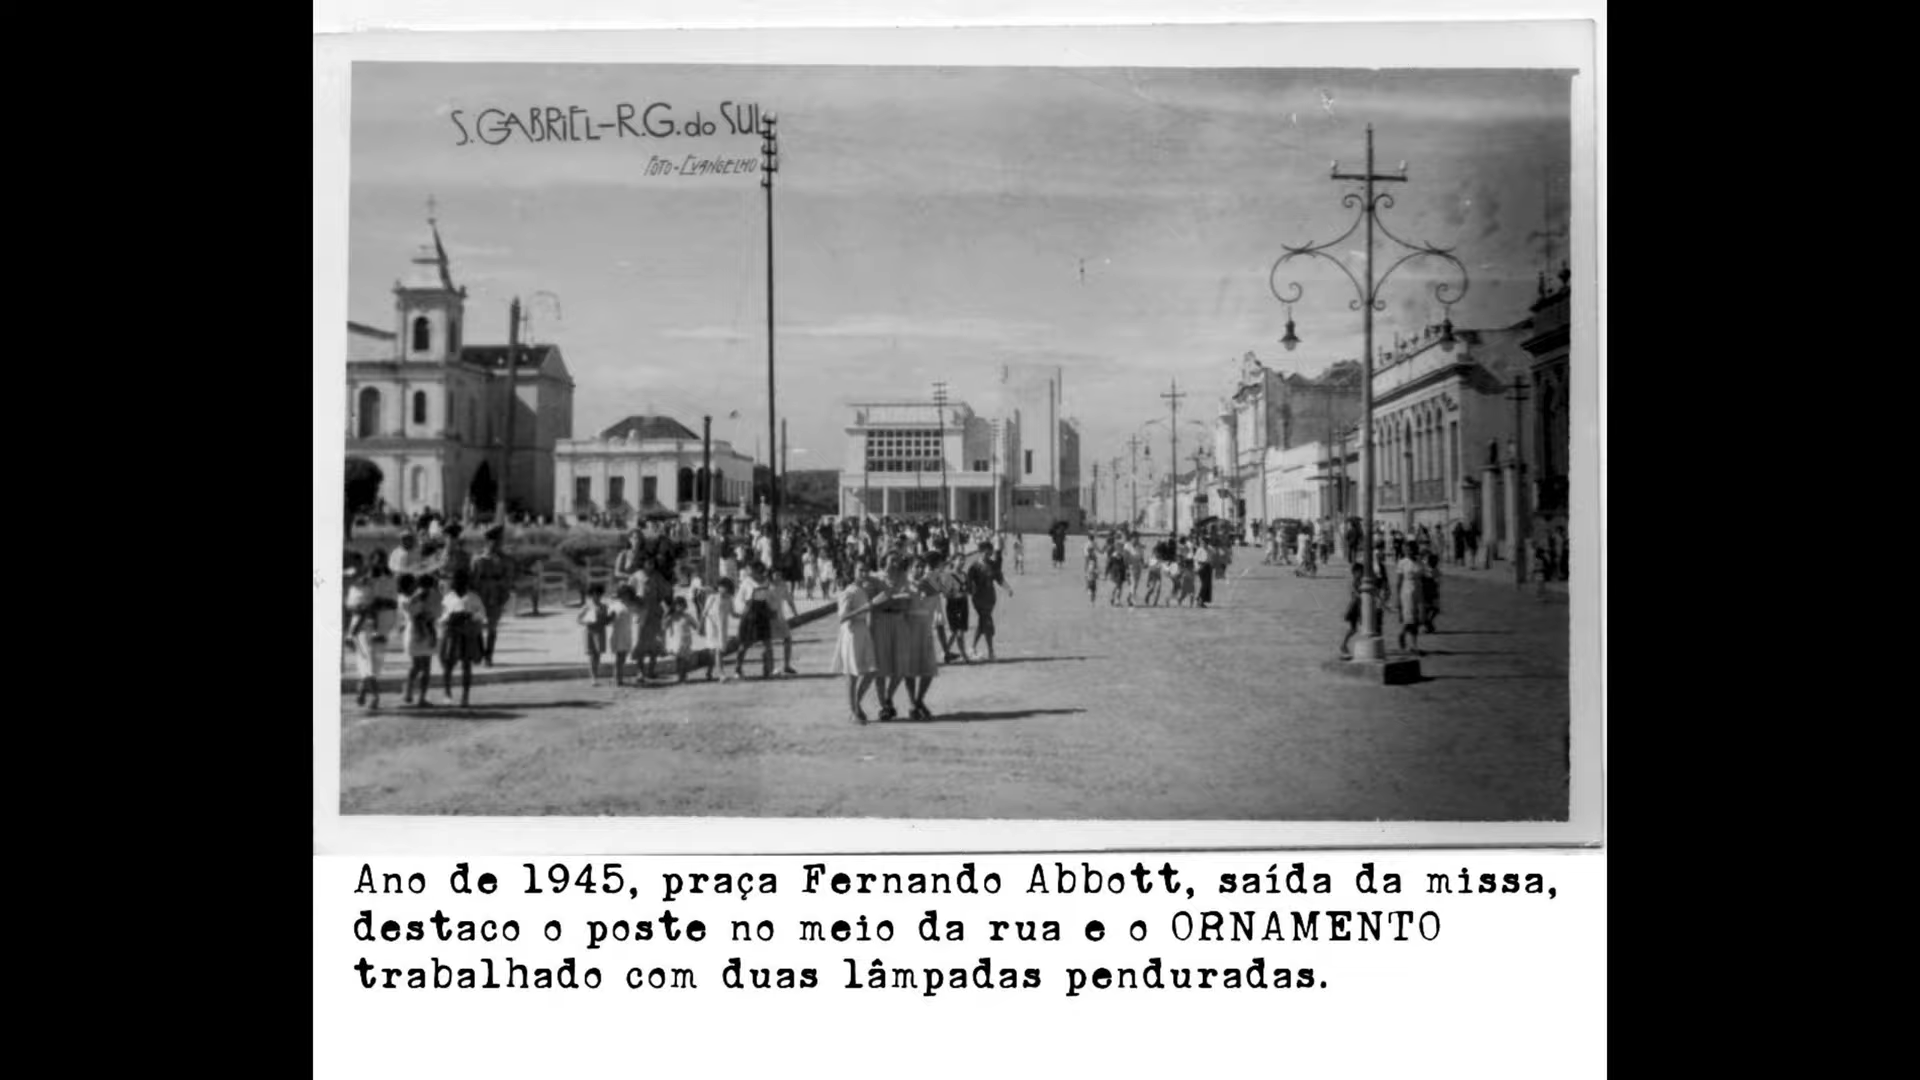 S. GABRIEL-R.G. do SUL
FOTO-EVANGELHO
Ano de 1945, praça Fernando Abbott, saída da missa,
destaco o poste no meio da rua e o ORNAMENTO
trabalhado com duas lâmpadas penduradas.